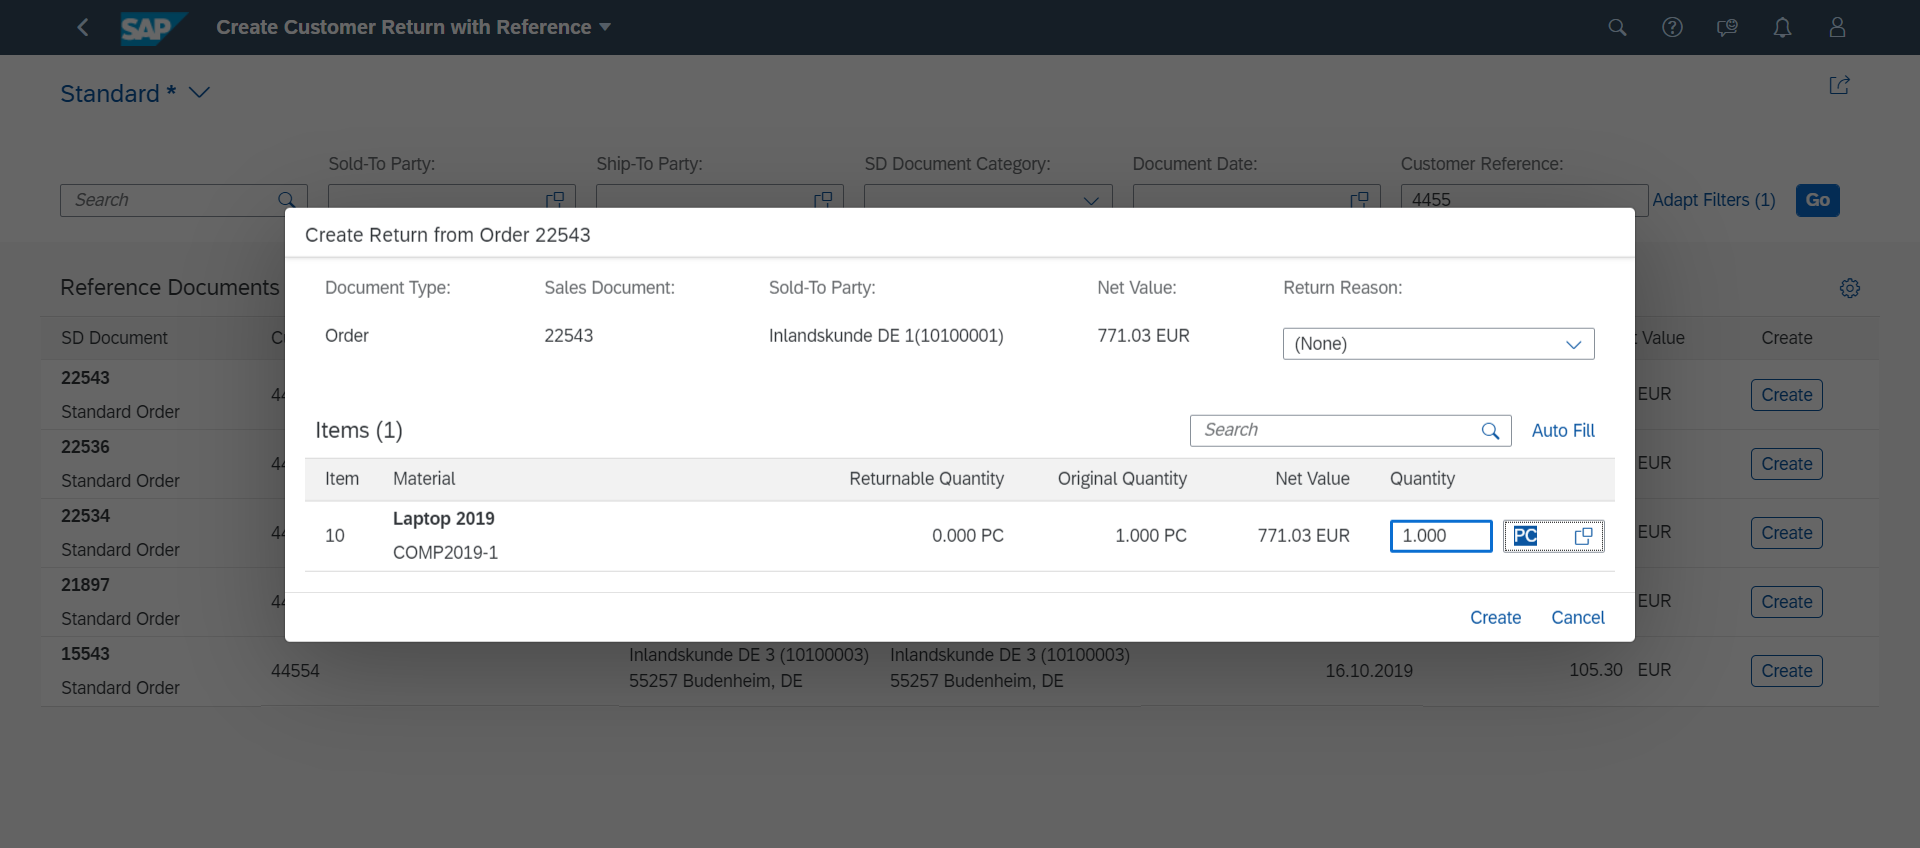 SAP
Create Customer Return with Reference
Standard *
Sold-To Party:
Ship-To Party:
SD Document Category:
Document Date:
Customer Reference:
Search
4455
Adapt Filters (1)
Go
Create Return from Order 22543
Document Type:
Sales Document:
Sold-To Party:
Net Value:
Return Reason:
Order
22543
Inlandskunde DE 1(10100001)
771.03 EUR
(None)
Items (1)
Search
Auto Fill
Item
Material
Returnable Quantity
Original Quantity
Net Value
Quantity
10
Laptop 2019
COMP2019-1
0.000 PC
1.000 PC
771.03 EUR
1.000
PC
Create
Cancel
Reference Documents
SD Document
Value
Create
22543
Standard Order
44
EUR
Create
22536
Standard Order
44
EUR
Create
22534
Standard Order
44
EUR
Create
21897
Standard Order
44
EUR
Create
15543
Standard Order
44554
Inlandskunde DE 3 (10100003)
55257 Budenheim, DE
Inlandskunde DE 3 (10100003)
55257 Budenheim, DE
16.10.2019
105.30 EUR
Create